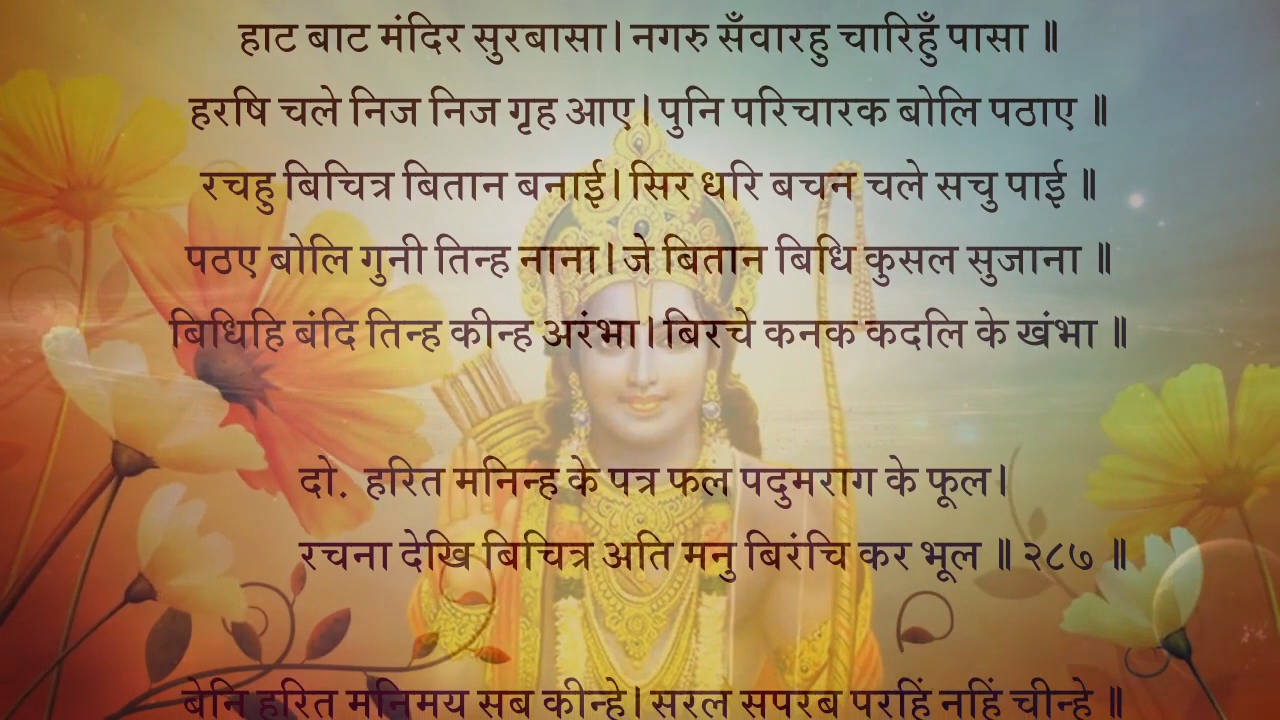 हाट बाट मंदिर सुरबासा। नगरु सँवारहु चारिहुँ पासा ॥
हरषि चले निज निज गृह आए। पुनि परिचारक बोलि पठाए ॥
रचहु बिचित्र बितान बनाई। सिर धरि बचन चले सचु पाई ॥
पठए बोलि गुनी तिन्ह नाना। जे बितान बिधि कुसल सुजाना ॥
बिधिहि बंदि तिन्ह कीन्ह अरंभा। बिरचे कनक कदलि के खंभा ॥
दो. हरित मनिन्ह के पत्र फल पदुमराग के फूल।
रचना देखि बिचित्र अति मनु बिरंचि कर भूल ॥ २८७ ॥
बेनि हरित मनिमय सब कीन्हे। सरल सपरब परहिं नहिं चीन्हे ॥